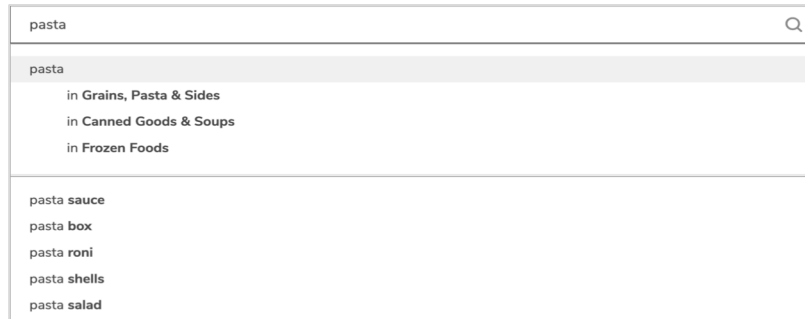 pasta
pasta
in Grains, Pasta & Sides
in Canned Goods & Soups
in Frozen Foods
pasta sauce
pasta box
pasta roni
pasta shells
pasta salad